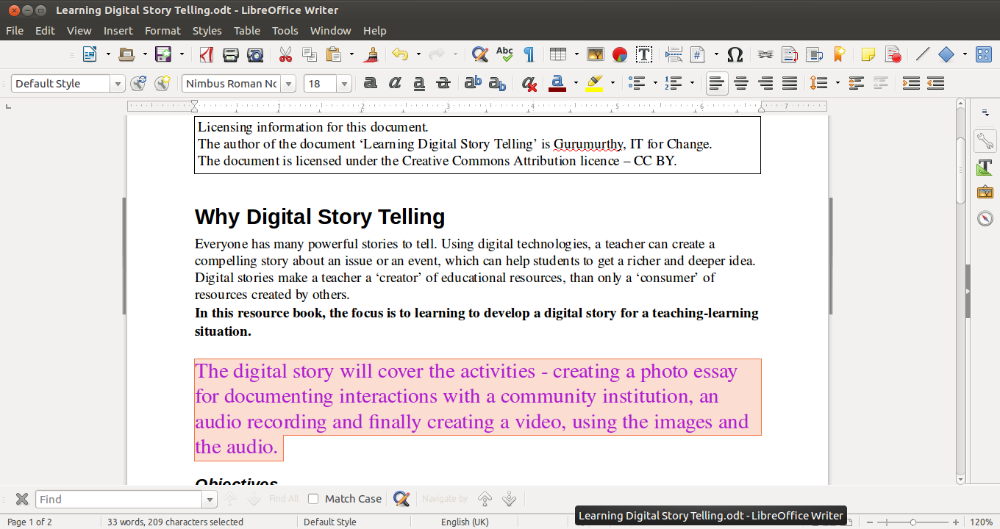 Learning Digital Story Telling.odt - LibreOffice Writer
File Edit View Insert Format Styles Table Tools Window Help
Abc
Default Style Nimbus Roman Nc 18
1 2 3 4 5 6 7
Licensing information for this document.
The author of the document ‘Learning Digital Story Telling’ is Gurumurthy, IT for Change.
The document is licensed under the Creative Commons Attribution licence – CC BY.
Why Digital Story Telling
Everyone has many powerful stories to tell. Using digital technologies, a teacher can create a
compelling story about an issue or an event, which can help students to get a richer and deeper idea.
Digital stories make a teacher a ‘creator’ of educational resources, than only a ‘consumer’ of
resources created by others.
In this resource book, the focus is to learning to develop a digital story for a teaching-learning
situation.
The digital story will cover the activities - creating a photo essay
for documenting interactions with a community institution, an
audio recording and finally creating a video, using the images and
the audio.
Objectives
Find Find All Match Case Navigate by
Learning Digital Story Telling.odt - LibreOffice Writer
Page 1 of 2 33 words, 209 characters selected Default Style English (UK) 120%